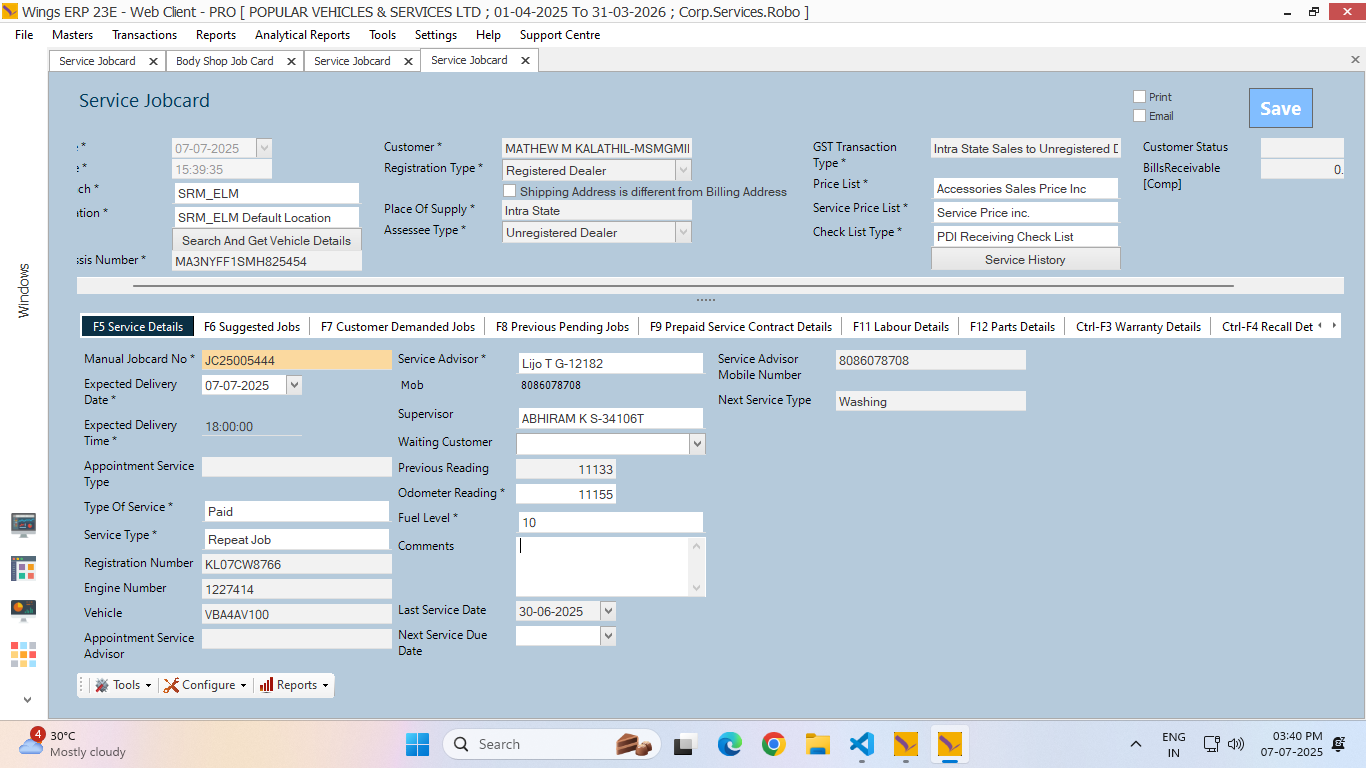 Wings ERP 23E - Web Client - PRO [ POPULAR VEHICLES & SERVICES LTD ; 01-04-2025 To 31-03-2026 ; Corp.Services.Robo ]
File Masters Transactions Reports Analytical Reports Tools Settings Help Support Centre
Service Jobcard Body Shop Job Card Service Jobcard Service Jobcard
Service Jobcard
Print
Email
Save
07-07-2025
15:39:35
SRM_ELM
SRM_ELM Default Location
Search And Get Vehicle Details
Number * MA3NYFF1SMH825454
Customer * MATHEW M KALATHIL-MSMGMII
Registration Type * Registered Dealer
Shipping Address is different from Billing Address
Place Of Supply * Intra State
Assessee Type * Unregistered Dealer
GST Transaction
Type *
Intra State Sales to Unregistered
Price List * Accessories Sales Price Inc
Service Price List * Service Price inc.
Check List Type * PDI Receiving Check List
Service History
Customer Status
BillsReceivable
[Comp]
0.
Windows
F5 Service Details F6 Suggested Jobs F7 Customer Demanded Jobs F8 Previous Pending Jobs F9 Prepaid Service Contract Details F11 Labour Details F12 Parts Details Ctrl-F3 Warranty Details Ctrl-F4 Recall Det
Manual Jobcard No * JC25005444
Expected Delivery
Date *
07-07-2025
Expected Delivery
Time *
18:00:00
Appointment Service
Type
Type Of Service * Paid
Service Type * Repeat Job
Registration Number KL07CW8766
Engine Number 1227414
Vehicle VBA4AV100
Appointment Service
Advisor
Service Advisor * Lijo T G-12182
Mob 8086078708
Supervisor ABHIRAM K S-34106T
Waiting Customer
Previous Reading 11133
Odometer Reading * 11155
Fuel Level * 10
Comments
Last Service Date 30-06-2025
Next Service Due
Date
Service Advisor
Mobile Number
8086078708
Next Service Type Washing
Tools Configure Reports
4
30°C
Mostly cloudy
Search
ENG
IN
03:40 PM
07-07-2025